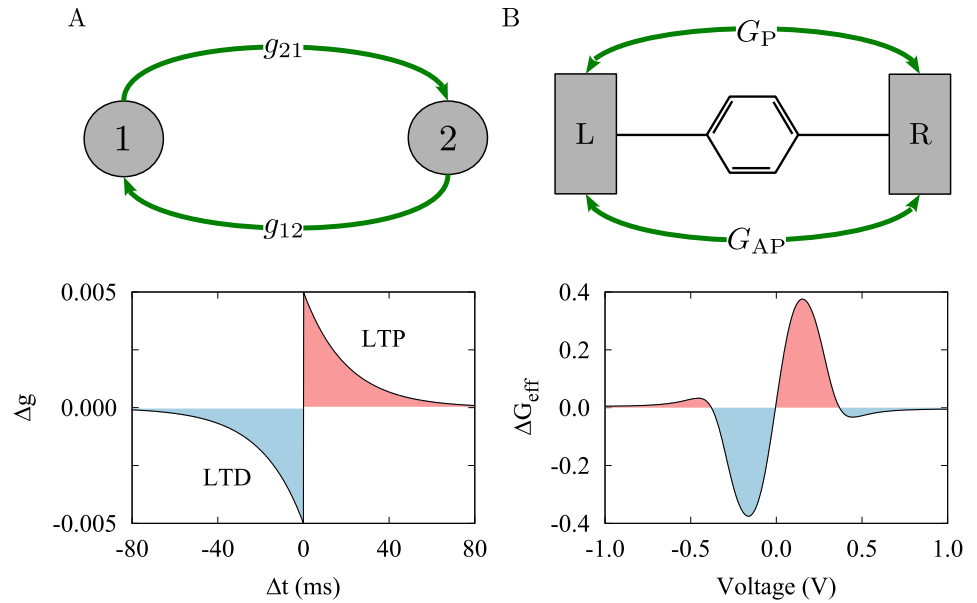 A
g21
1
2
g12
B
GP
L
R
GAP
0.005
0.000
-0.005
Δg
LTP
LTD
-80
-40
0
40
80
Δt (ms)
0.4
0.2
0.0
-0.2
-0.4
ΔGeff
-1.0
-0.5
0.0
0.5
1.0
Voltage (V)